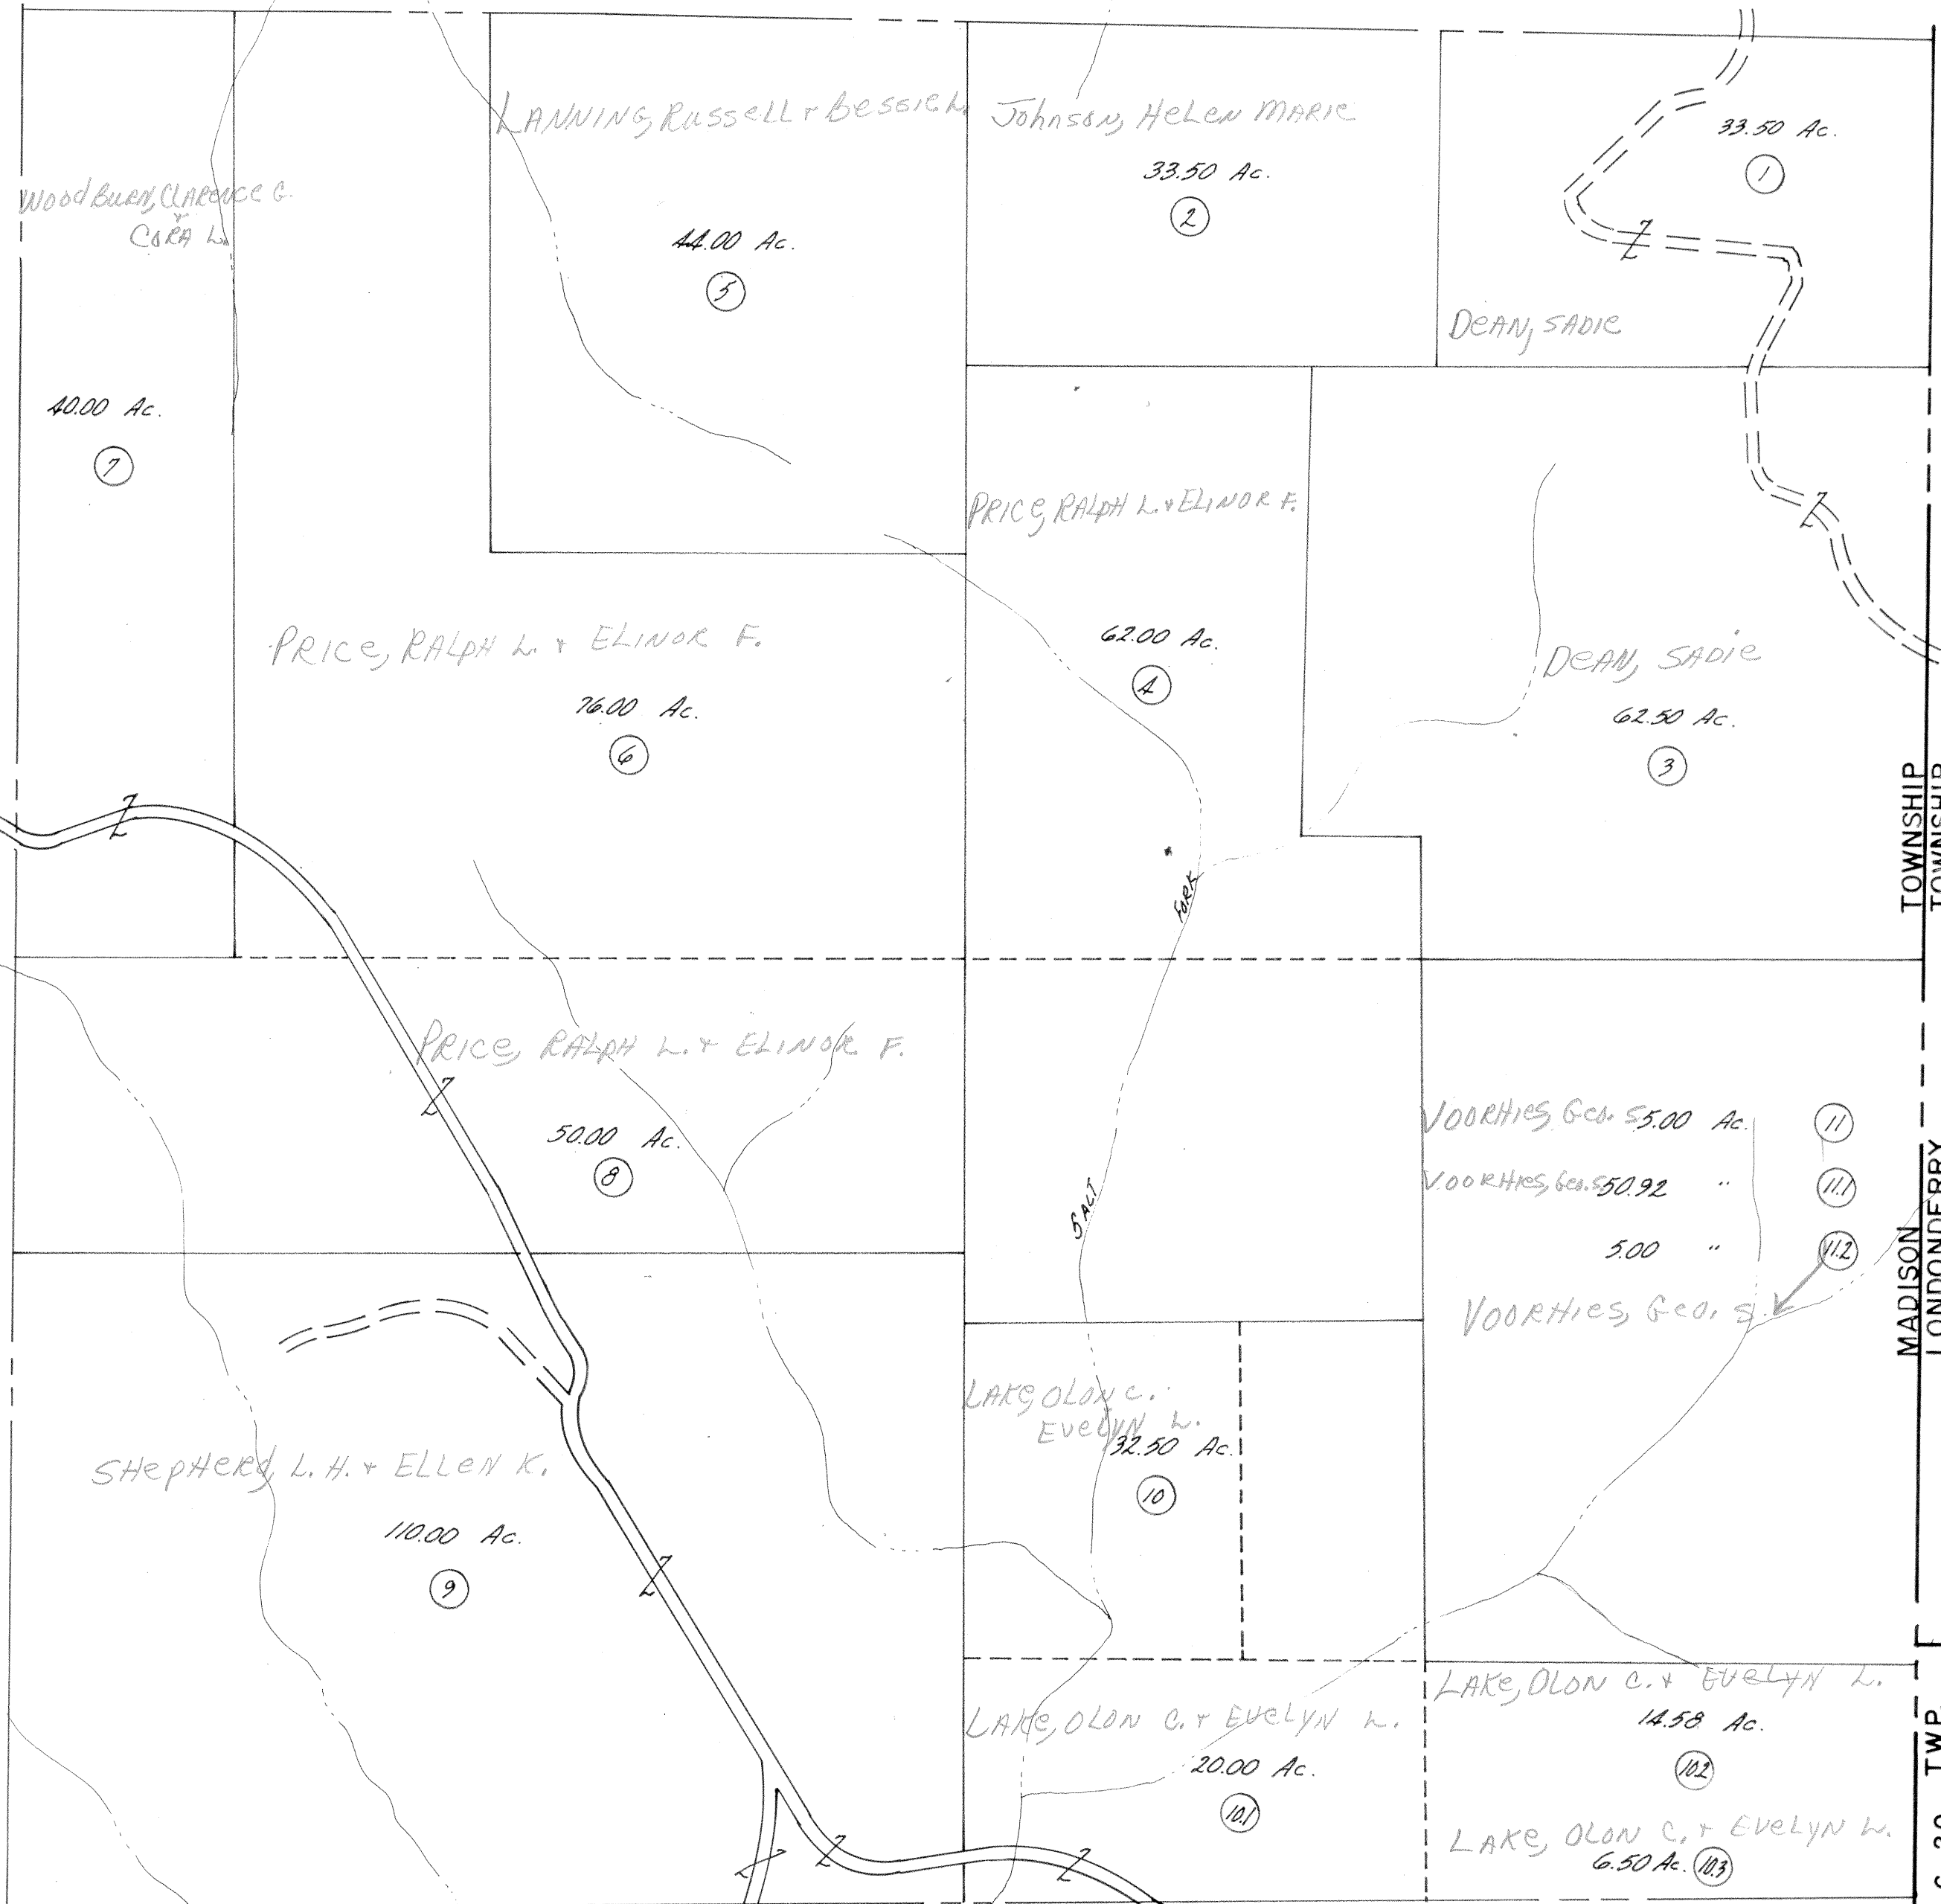 LANNING, RUSSELL + BESSIE L.
Johnson, Helen Marie
33.50 Ac.
2
33.50 Ac.
1
Woodburn, Clarence G.
+
CORA L.
44.00 Ac.
5
DEAN, SADIE
40.00 Ac.
7
PRICE, RALPH L. + ELINOR F.
62.00 Ac.
4
PRICE, RALPH L. + ELINOR F.
76.00 Ac.
6
DEAN, SADIE
62.50 Ac.
3
TOWNSHIP
TOWNSHIP
FORK
PRICE, RALPH L. + ELINOR F.
50.00 Ac.
8
SALT
VOORHIES, Geo. S. 5.00 Ac. 11
VOORHIES, Geo. S. 50.92 " 11.1
5.00 " 11.2
VOORHIES, Geo. S.
MADISON
LONDONDERRY
LAKE, OLON C.
EVELYN L.
32.50 Ac.
10
SHEPHERD, L. H. + ELLEN K.
110.00 Ac.
9
LAKE, OLON C. + EVELYN L.
20.00 Ac.
10.1
LAKE, OLON C. + EVELYN L.
14.58 Ac.
10.2
LAKE, OLON C. + EVELYN L.
6.50 Ac. 10.3
TWP.